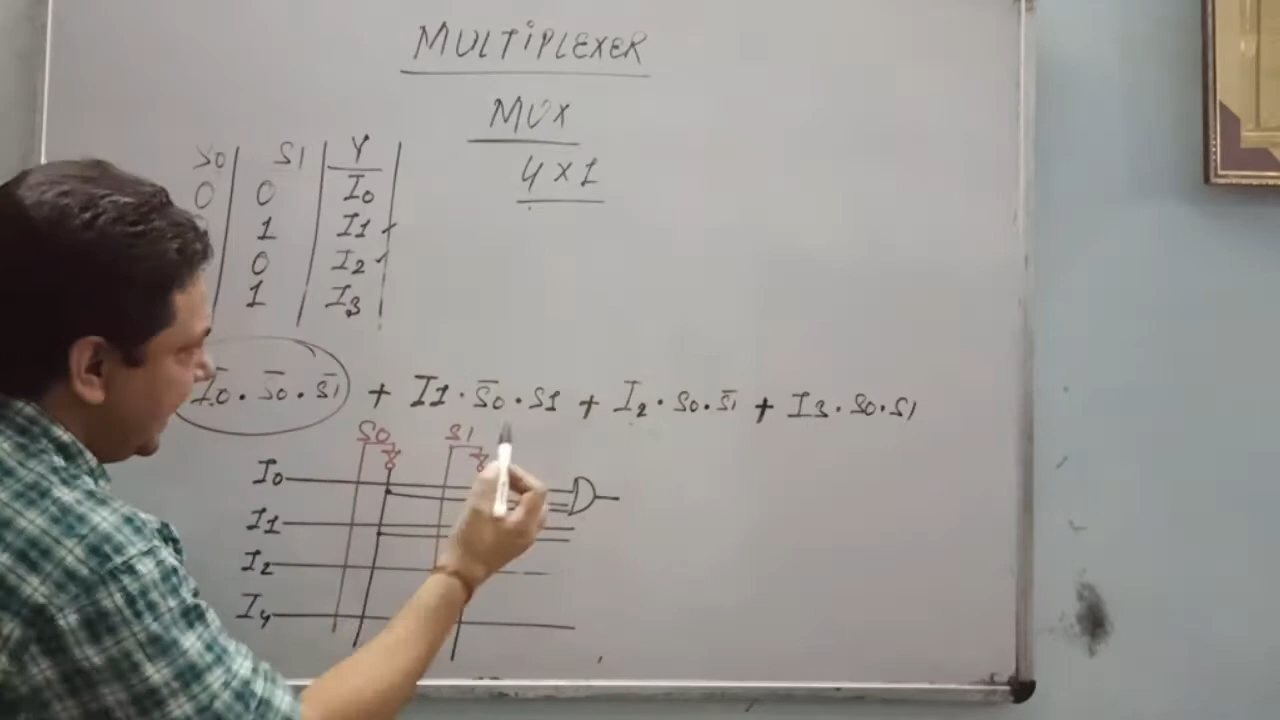 MULTIPLEXER
MUX
4 × 1
S0 S1 Y
0 0 I0
1 I1
0 I2
1 I3
I̅0 . S̅0 . S̅1 + I1 . S̅0 . S1 + I2 . S0 . S̅1 + I3 . S0 . S1
S0 S1
I0
I1
I2
I4